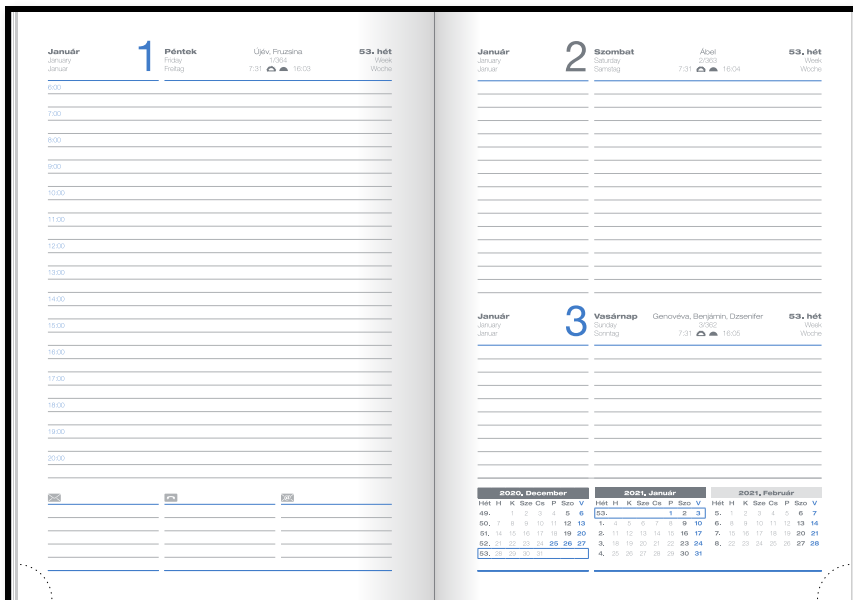 Január 1 Péntek Újév, Fruzsina 53. hét
January Friday 1/364 Week
Januar Freitag 7:31 16:03 Woche
6:00
7:00
8:00
9:00
10:00
11:00
12:00
13:00
14:00
15:00
16:00
17:00
18:00
19:00
20:00
Január 2 Szombat Ábel 53. hét
January Saturday 2/363 Week
Januar Samstag 7:31 16:04 Woche
Január 3 Vasárnap Genovéva, Benjámin, Dzsenifer 53. hét
January Sunday 3/362 Week
Januar Sonntag 7:31 16:05 Woche
2020, December
Hét H K Sze Cs P Szo V
49. 1 2 3 4 5 6
50. 7 8 9 10 11 12 13
51. 14 15 16 17 18 19 20
52. 21 22 23 24 25 26 27
53. 28 29 30 31
2021, Január
Hét H K Sze Cs P Szo V
53. 1 2 3
1. 4 5 6 7 8 9 10
2. 11 12 13 14 15 16 17
3. 18 19 20 21 22 23 24
4. 25 26 27 28 29 30 31
2021, Február
Hét H K Sze Cs P Szo V
5. 1 2 3 4 5 6 7
6. 8 9 10 11 12 13 14
7. 15 16 17 18 19 20 21
8. 22 23 24 25 26 27 28